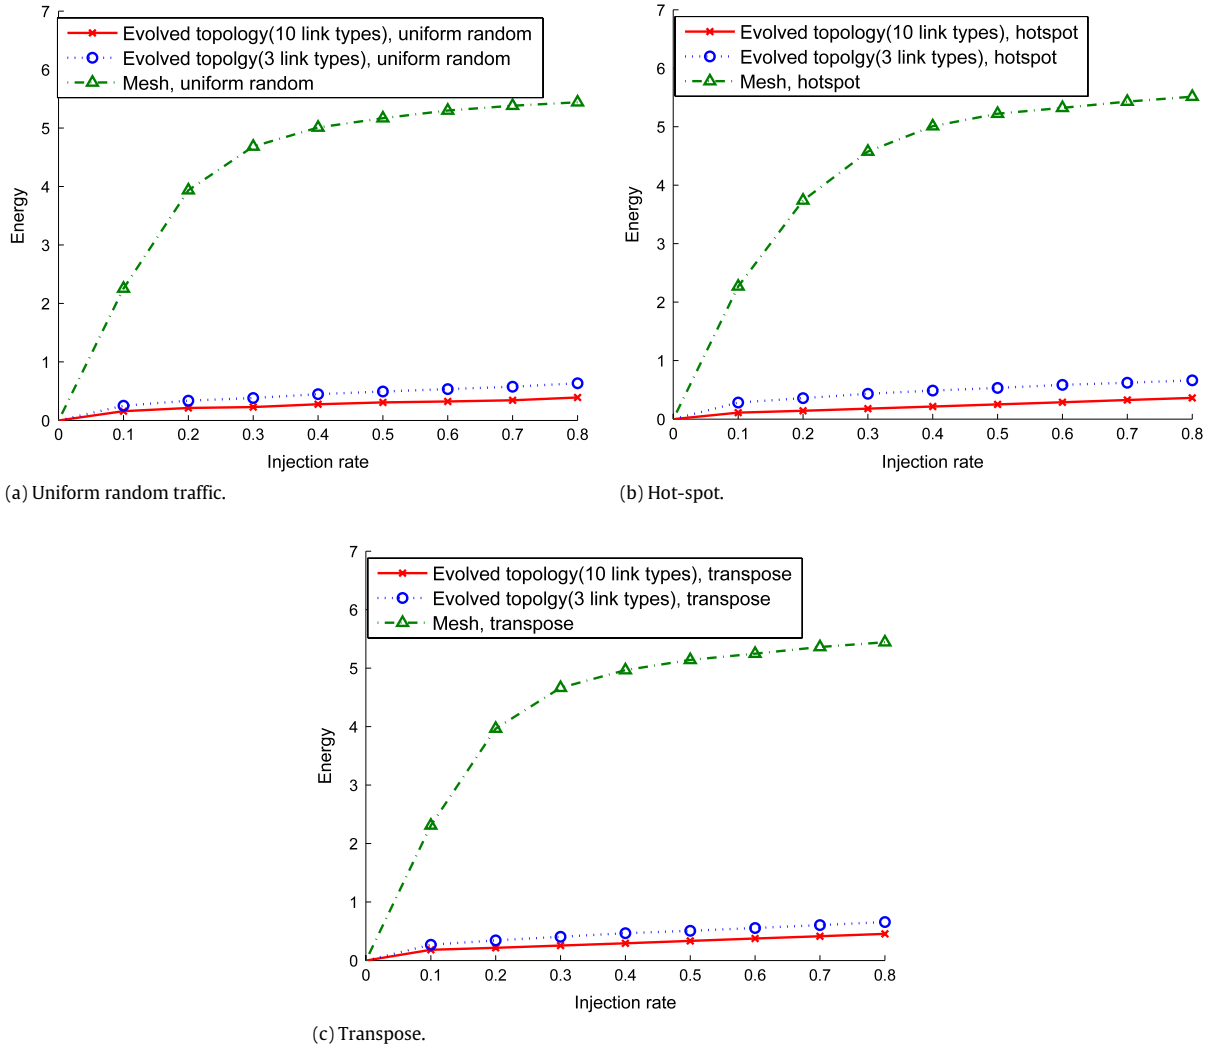 7
6
5
4
3
2
1
0
Energy
Evolved topology(10 link types), uniform random
Evolved topolgy(3 link types), uniform random
Mesh, uniform random
0 0.1 0.2 0.3 0.4 0.5 0.6 0.7 0.8
Injection rate
(a) Uniform random traffic.
7
6
5
4
3
2
1
0
Energy
Evolved topology(10 link types), hotspot
Evolved topolgy(3 link types), hotspot
Mesh, hotspot
0 0.1 0.2 0.3 0.4 0.5 0.6 0.7 0.8
Injection rate
(b) Hot-spot.
7
6
5
4
3
2
1
0
Energy
Evolved topology(10 link types), transpose
Evolved topolgy(3 link types), transpose
Mesh, transpose
0 0.1 0.2 0.3 0.4 0.5 0.6 0.7 0.8
Injection rate
(c) Transpose.